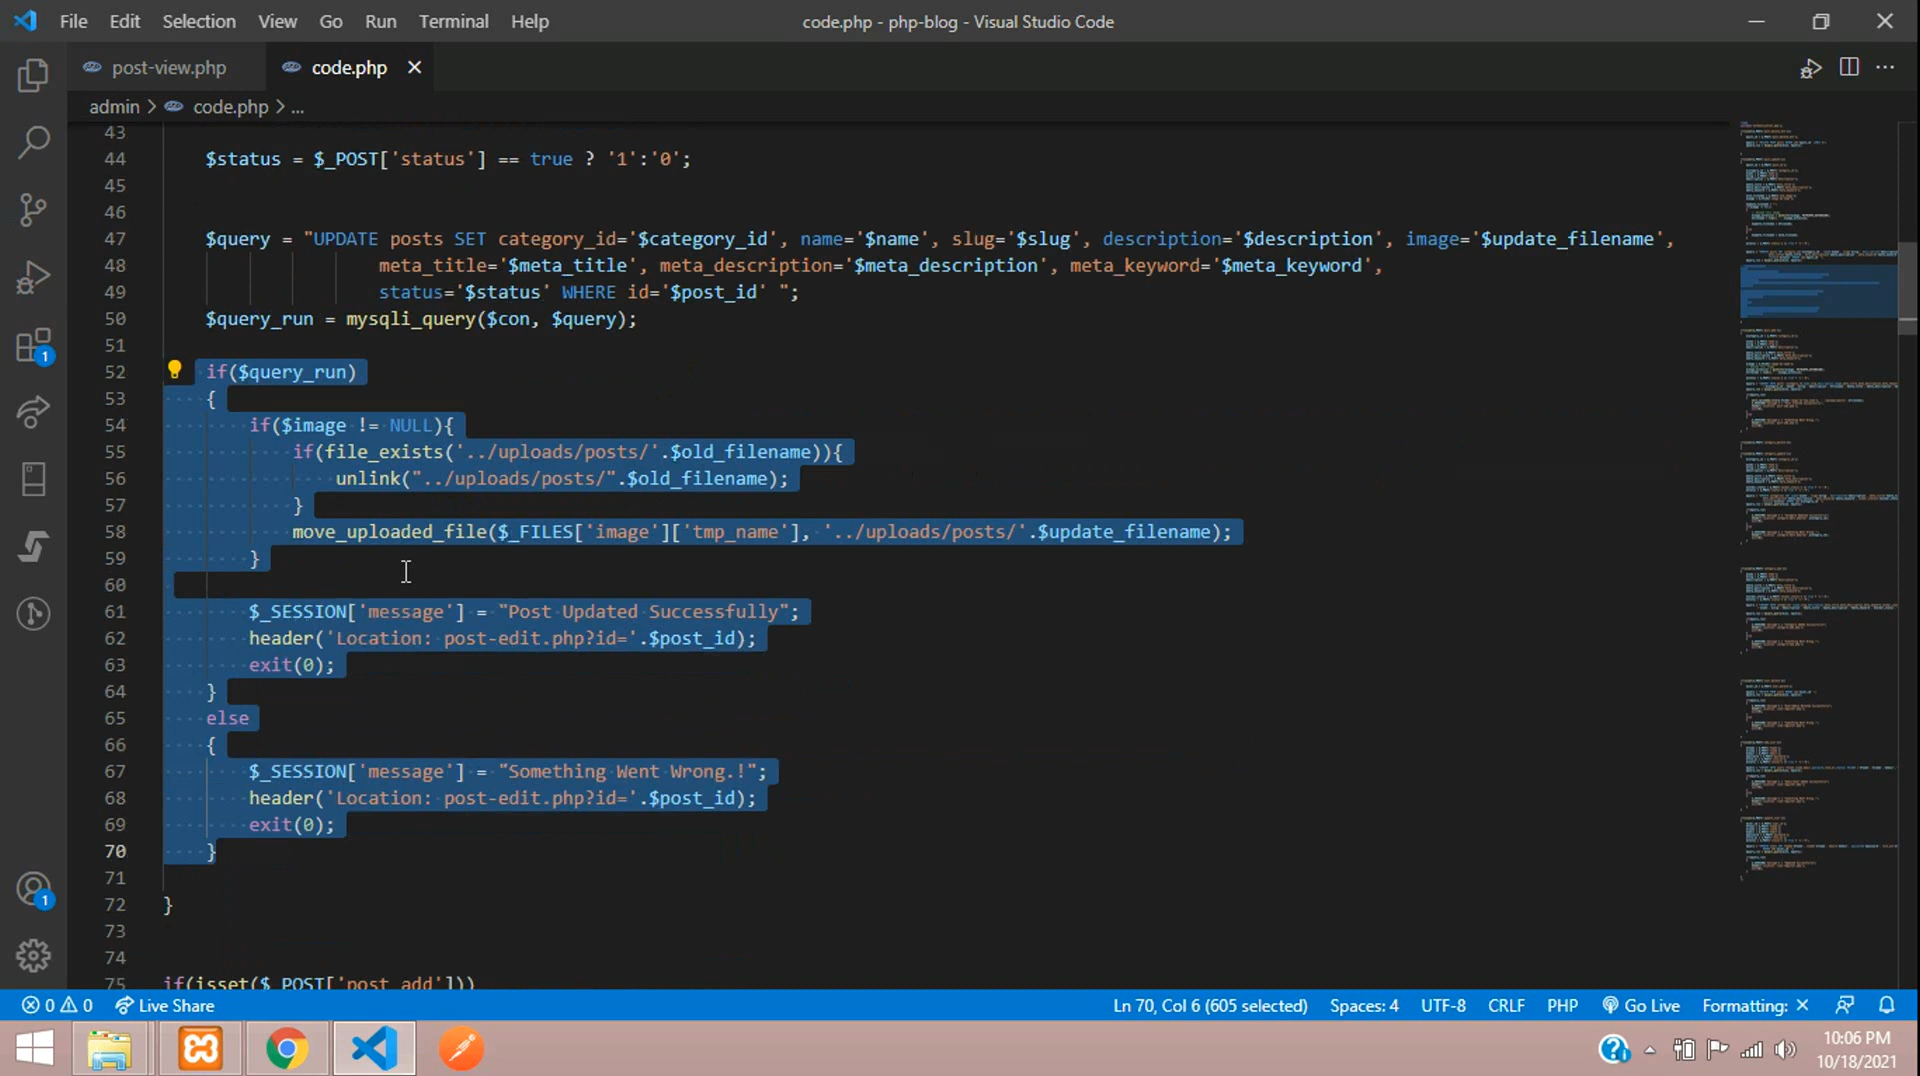 File Edit Selection View Go Run Terminal Help
code.php - php-blog - Visual Studio Code
post-view.php code.php
admin > code.php > ...
43
44 $status = $_POST['status'] == true ? '1':'0';
45
46
47 $query = "UPDATE posts SET category_id='$category_id', name='$name', slug='$slug', description='$description', image='$update_filename',
48 meta_title='$meta_title', meta_description='$meta_description', meta_keyword='$meta_keyword',
49 status='$status' WHERE id='$post_id' ";
50 $query_run = mysqli_query($con, $query);
51
52 if($query_run)
53 {
54 if($image != NULL){
55 if(file_exists('../uploads/posts/'.$old_filename)){
56 unlink("../uploads/posts/".$old_filename);
57 }
58 move_uploaded_file($_FILES['image']['tmp_name'], '../uploads/posts/'.$update_filename);
59 }
60
61 $_SESSION['message'] = "Post Updated Successfully";
62 header('Location: post-edit.php?id='.$post_id);
63 exit(0);
64 }
65 else
66 {
67 $_SESSION['message'] = "Something Went Wrong.!";
68 header('Location: post-edit.php?id='.$post_id);
69 exit(0);
70 }
71
72 }
73
74
75 if(isset($_POST['post_add']))
1
1
0 0 Live Share
Ln 70, Col 6 (605 selected) Spaces: 4 UTF-8 CRLF PHP Go Live Formatting: ×
10:06 PM
10/18/2021